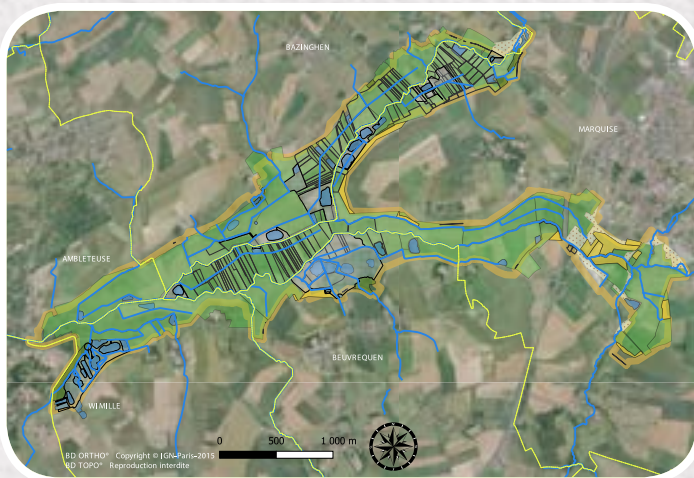 BAZINGHEN
MARQUISE
AMBLETEUSE
BEUVREQUEN
WIMILLE
0 500 1 000 m
BD ORTHO® Copyright © IGN-Paris-2015
BD TOPO® Reproduction interdite